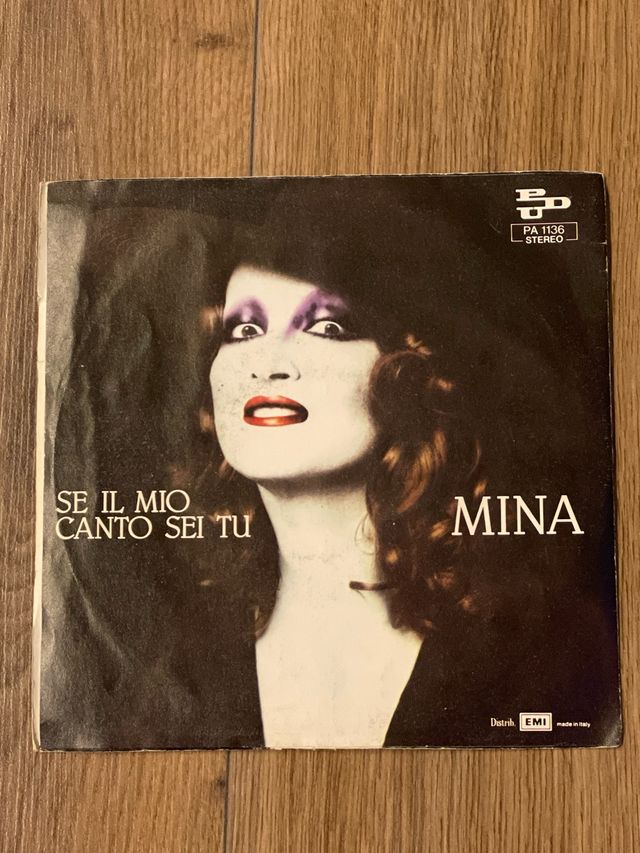 PDU
PA 1136
STEREO
SE IL MIO
CANTO SEI TU
MINA
Distrib. EMI made in Italy